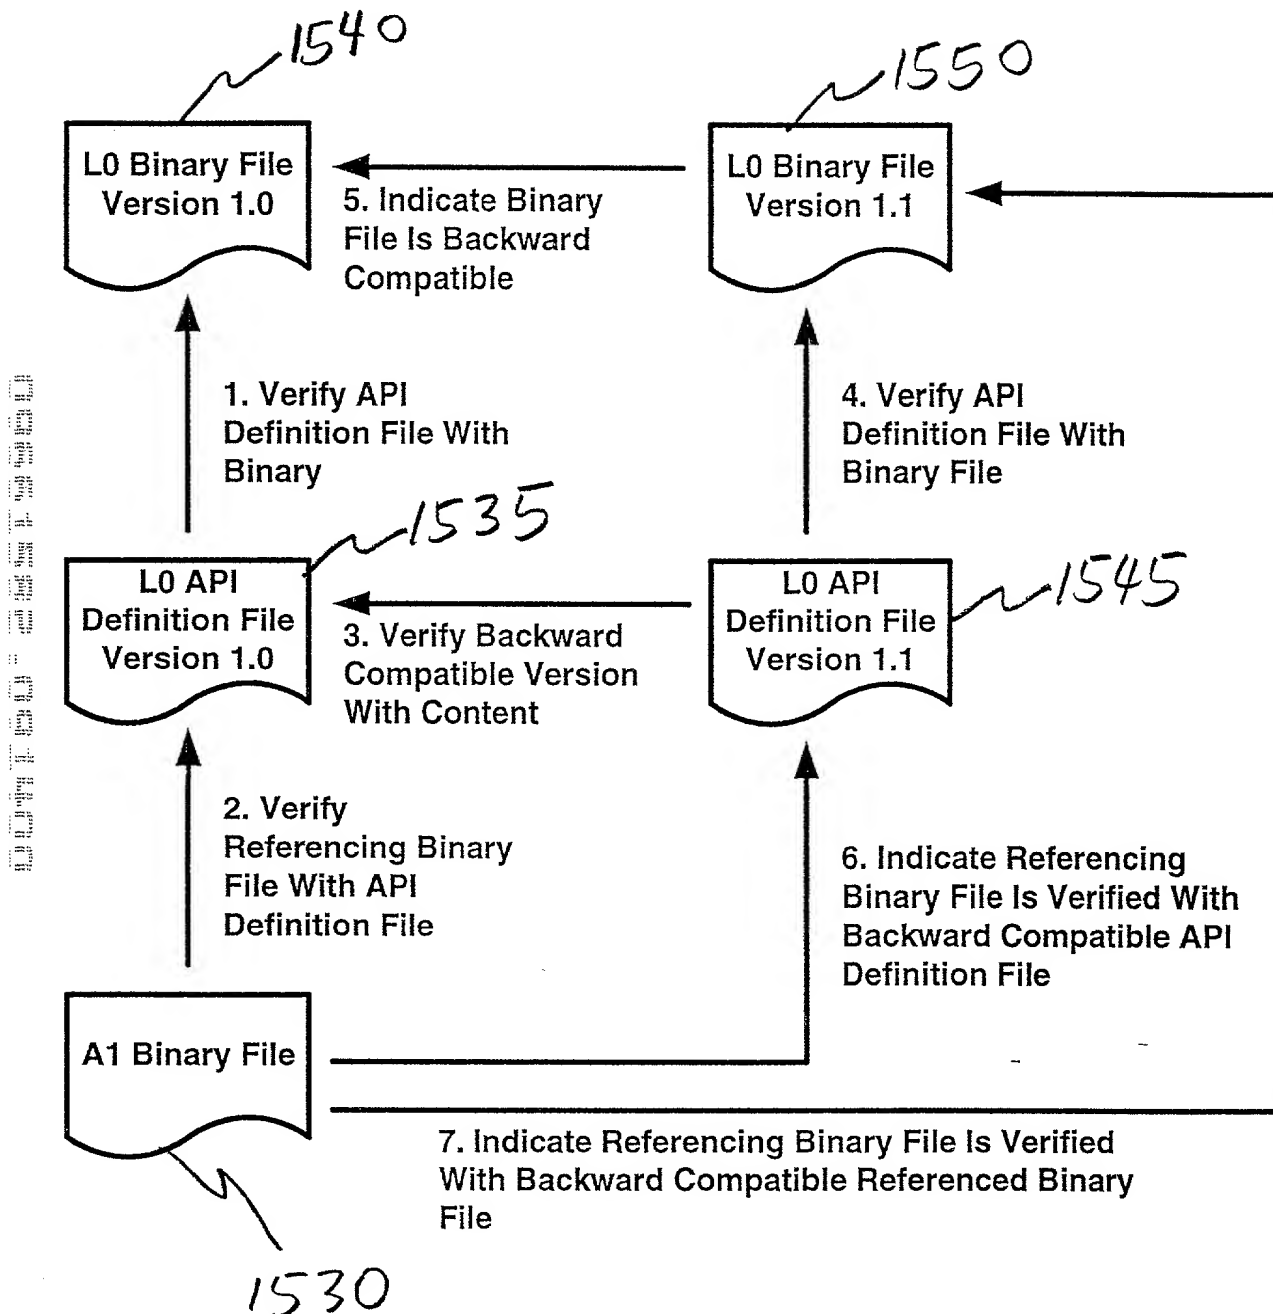 1540
1550
L0 Binary File
Version 1.0
5. Indicate Binary
File Is Backward
Compatible
L0 Binary File
Version 1.1
1. Verify API
Definition File With
Binary
4. Verify API
Definition File With
Binary File
1535
L0 API
Definition File
Version 1.0
3. Verify Backward
Compatible Version
With Content
L0 API
Definition File
Version 1.1
1545
2. Verify
Referencing Binary
File With API
Definition File
6. Indicate Referencing
Binary File Is Verified With
Backward Compatible API
Definition File
A1 Binary File
7. Indicate Referencing Binary File Is Verified
With Backward Compatible Referenced Binary
File
1530